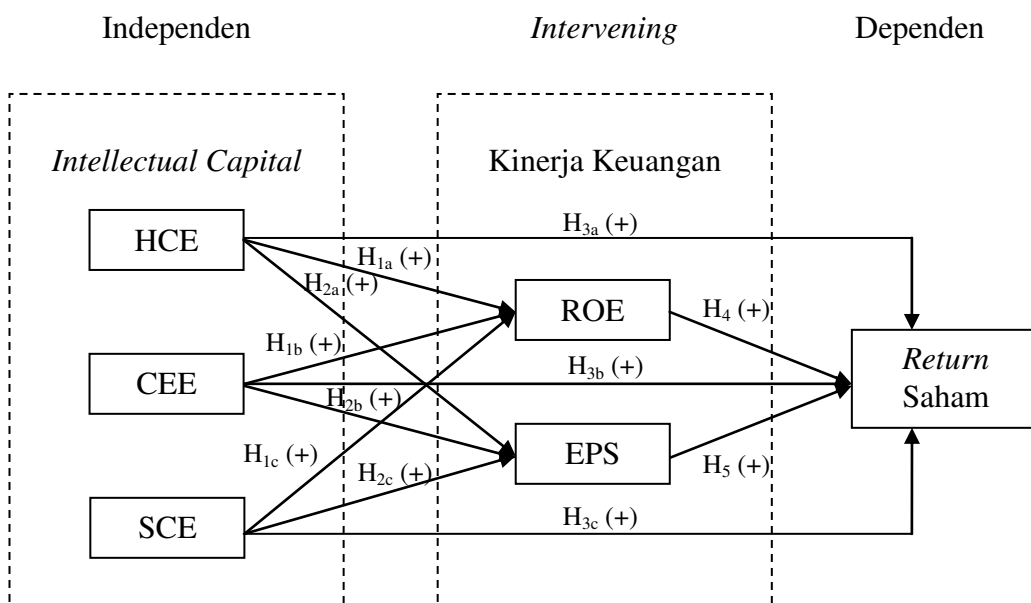 Independen
Intervening
Dependen
Intellectual Capital
Kinerja Keuangan
HCE
H3a (+)
H1a (+)
H2a (+)
ROE
H4 (+)
H1b (+)
CEE
H3b (+)
Return
Saham
H2b (+)
H1c (+)
EPS
H2c (+)
H5 (+)
SCE
H3c (+)